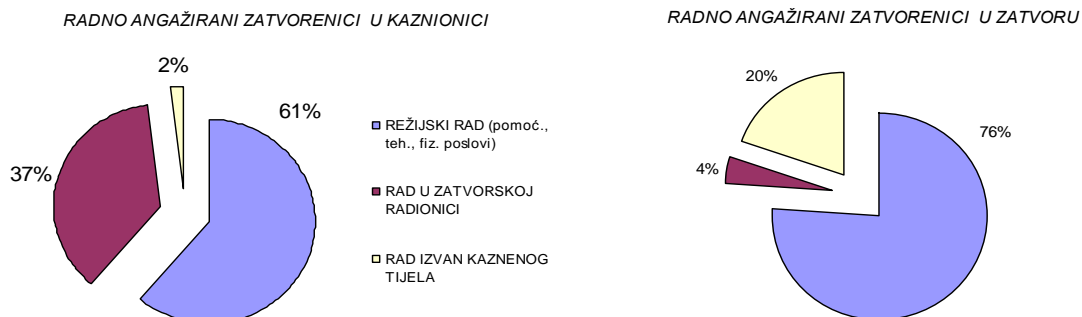 RADNO ANGAŽIRANI ZATVORENICI U KAZNIONICI
2%
61%
37%
REŽIJSKI RAD (pomoć.,
teh., fiz. poslovi)
RAD U ZATVORSKOJ
RADIONICI
RAD IZVAN KAZNENOG
TIJELA
RADNO ANGAŽIRANI ZATVORENICI U ZATVORU
20%
76%
4%